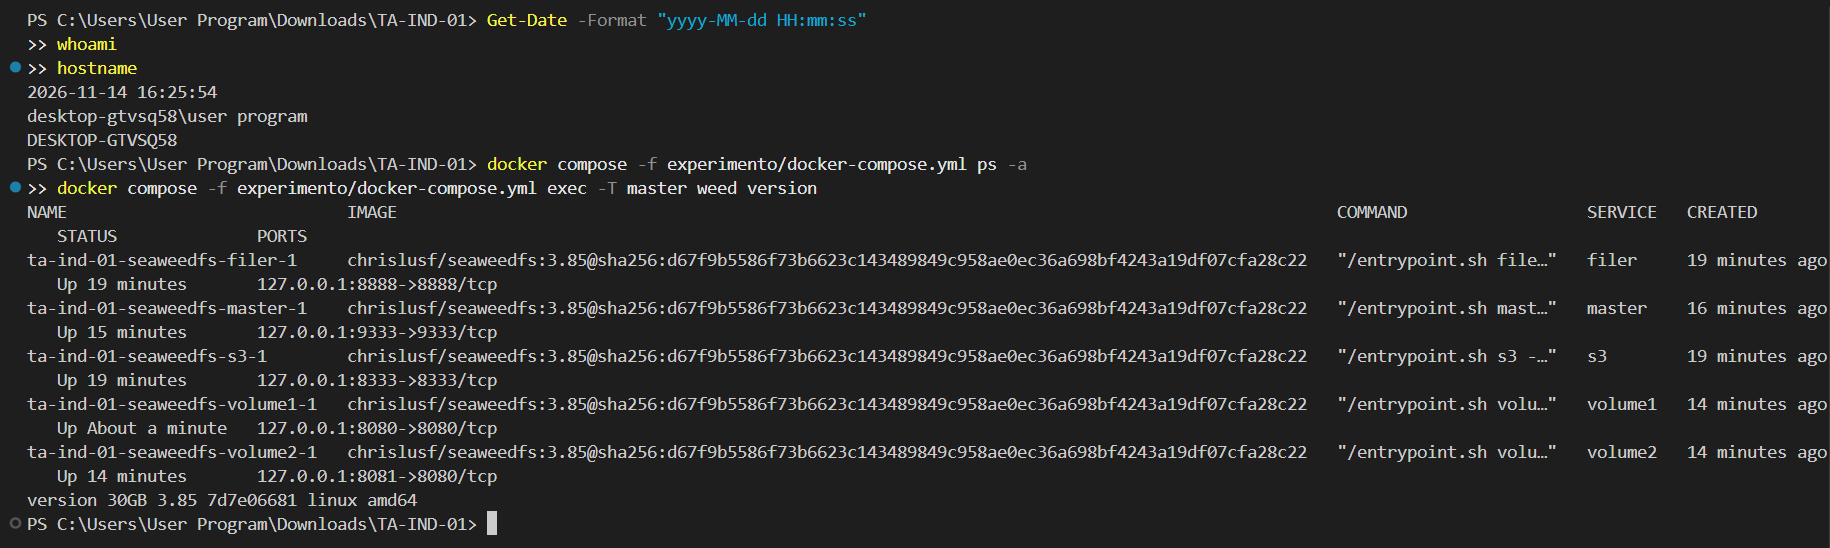 PS C:\Users\User Program\Downloads\TA-IND-01> Get-Date -Format "yyyy-MM-dd HH:mm:ss"
>> whoami
>> hostname
2026-11-14 16:25:54
desktop-gtvsq58\user program
DESKTOP-GTVSQ58
PS C:\Users\User Program\Downloads\TA-IND-01> docker compose -f experimento/docker-compose.yml ps -a
>> docker compose -f experimento/docker-compose.yml exec -T master weed version
NAME IMAGE COMMAND SERVICE CREATED
STATUS PORTS
ta-ind-01-seaweedfs-filer-1 chrislusf/seaweedfs:3.85@sha256:d67f9b5586f73b6623c143489849c958ae0ec36a698bf4243a19df07cfa28c22 "/entrypoint.sh file…" filer 19 minutes ago
Up 19 minutes 127.0.0.1:8888->8888/tcp
ta-ind-01-seaweedfs-master-1 chrislusf/seaweedfs:3.85@sha256:d67f9b5586f73b6623c143489849c958ae0ec36a698bf4243a19df07cfa28c22 "/entrypoint.sh mast…" master 16 minutes ago
Up 15 minutes 127.0.0.1:9333->9333/tcp
ta-ind-01-seaweedfs-s3-1 chrislusf/seaweedfs:3.85@sha256:d67f9b5586f73b6623c143489849c958ae0ec36a698bf4243a19df07cfa28c22 "/entrypoint.sh s3 -…" s3 19 minutes ago
Up 19 minutes 127.0.0.1:8333->8333/tcp
ta-ind-01-seaweedfs-volume1-1 chrislusf/seaweedfs:3.85@sha256:d67f9b5586f73b6623c143489849c958ae0ec36a698bf4243a19df07cfa28c22 "/entrypoint.sh volu…" volume1 14 minutes ago
Up About a minute 127.0.0.1:8080->8080/tcp
ta-ind-01-seaweedfs-volume2-1 chrislusf/seaweedfs:3.85@sha256:d67f9b5586f73b6623c143489849c958ae0ec36a698bf4243a19df07cfa28c22 "/entrypoint.sh volu…" volume2 14 minutes ago
Up 14 minutes 127.0.0.1:8081->8080/tcp
version 30GB 3.85 7d7e06681 linux amd64
PS C:\Users\User Program\Downloads\TA-IND-01>